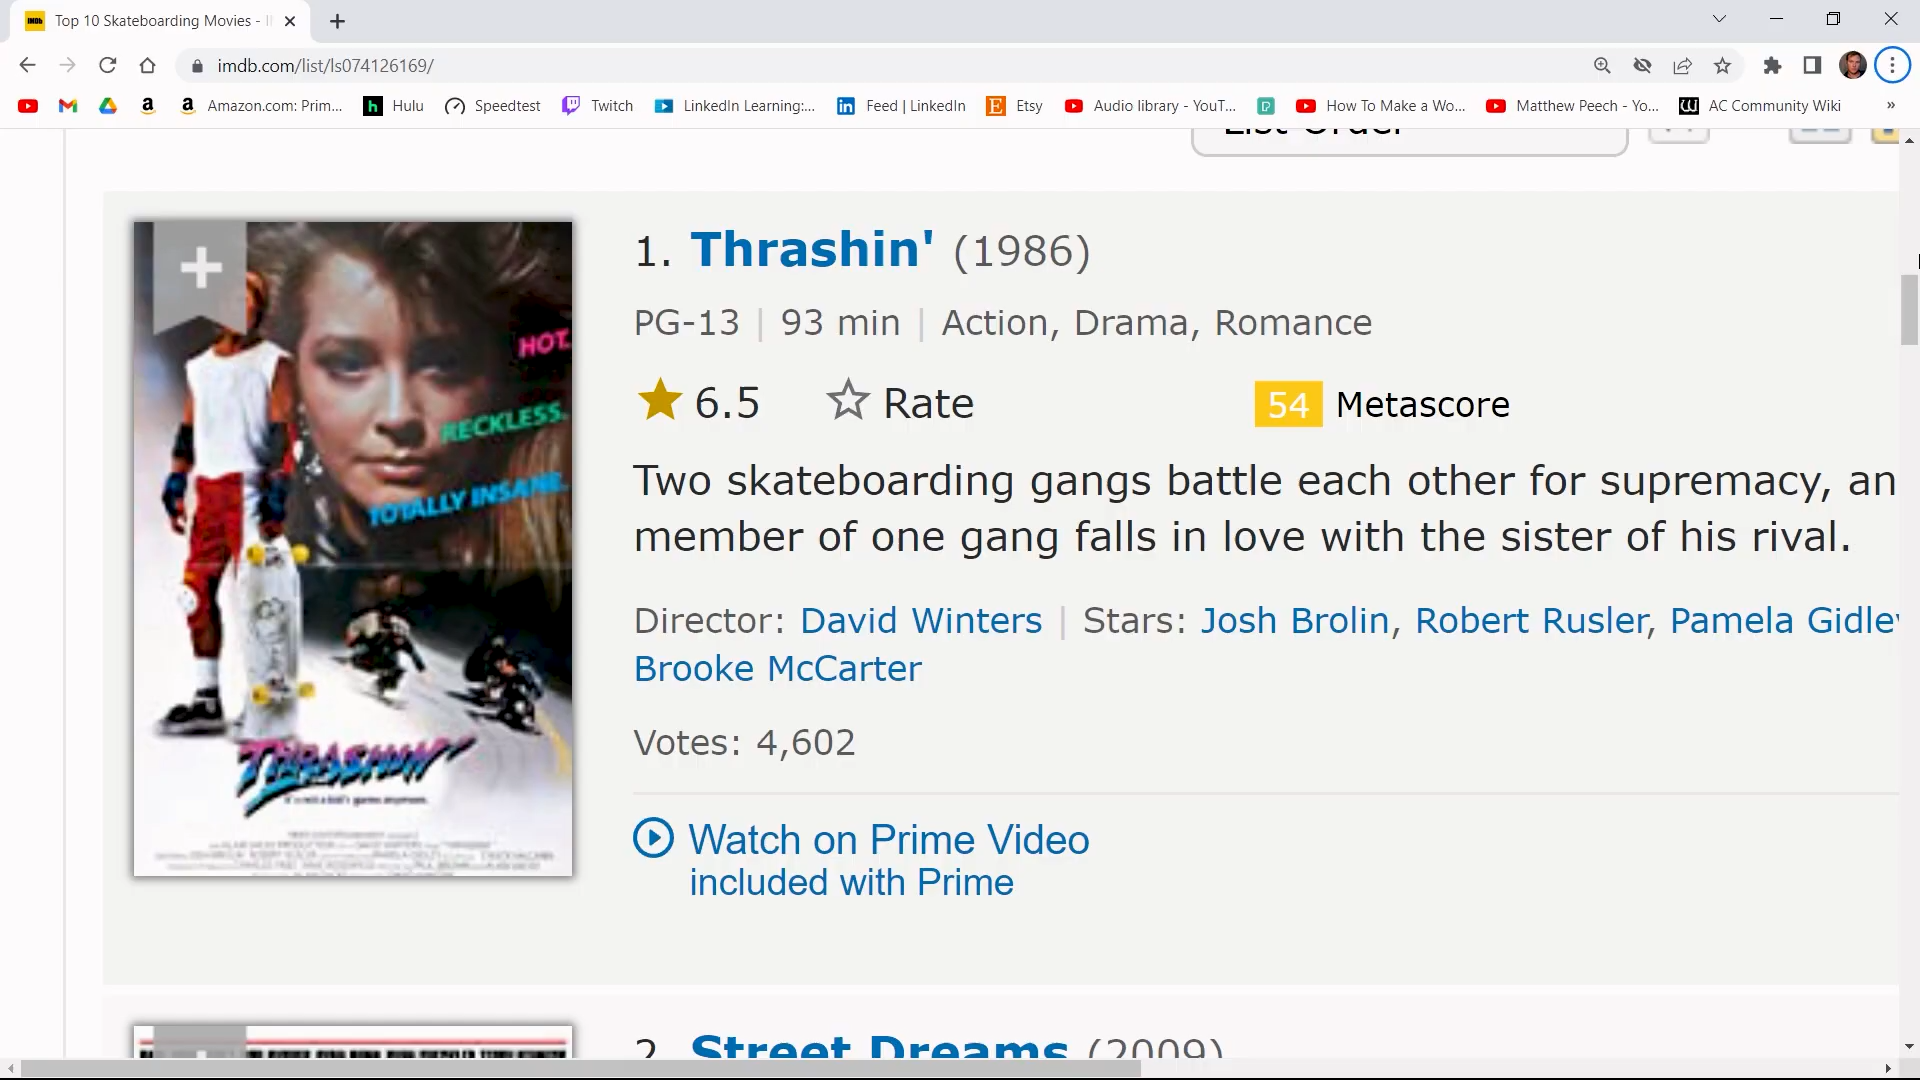 Top 10 Skateboarding Movies -
imdb.com/list/ls074126169/
Amazon.com: Prim...
Hulu
Speedtest
Twitch
LinkedIn Learning:...
Feed | LinkedIn
Etsy
Audio library - YouT...
How To Make a Wo...
Matthew Peech - Yo...
AC Community Wiki
»
List Order
1. Thrashin' (1986)
PG-13 | 93 min | Action, Drama, Romance
6.5 Rate 54 Metascore
Two skateboarding gangs battle each other for supremacy, an
member of one gang falls in love with the sister of his rival.
Director: David Winters | Stars: Josh Brolin, Robert Rusler, Pamela Gidley
Brooke McCarter
Votes: 4,602
Watch on Prime Video
included with Prime
HOT.
RECKLESS.
TOTALLY INSANE.
THRASHIN'
2. Street Dreams (2009)